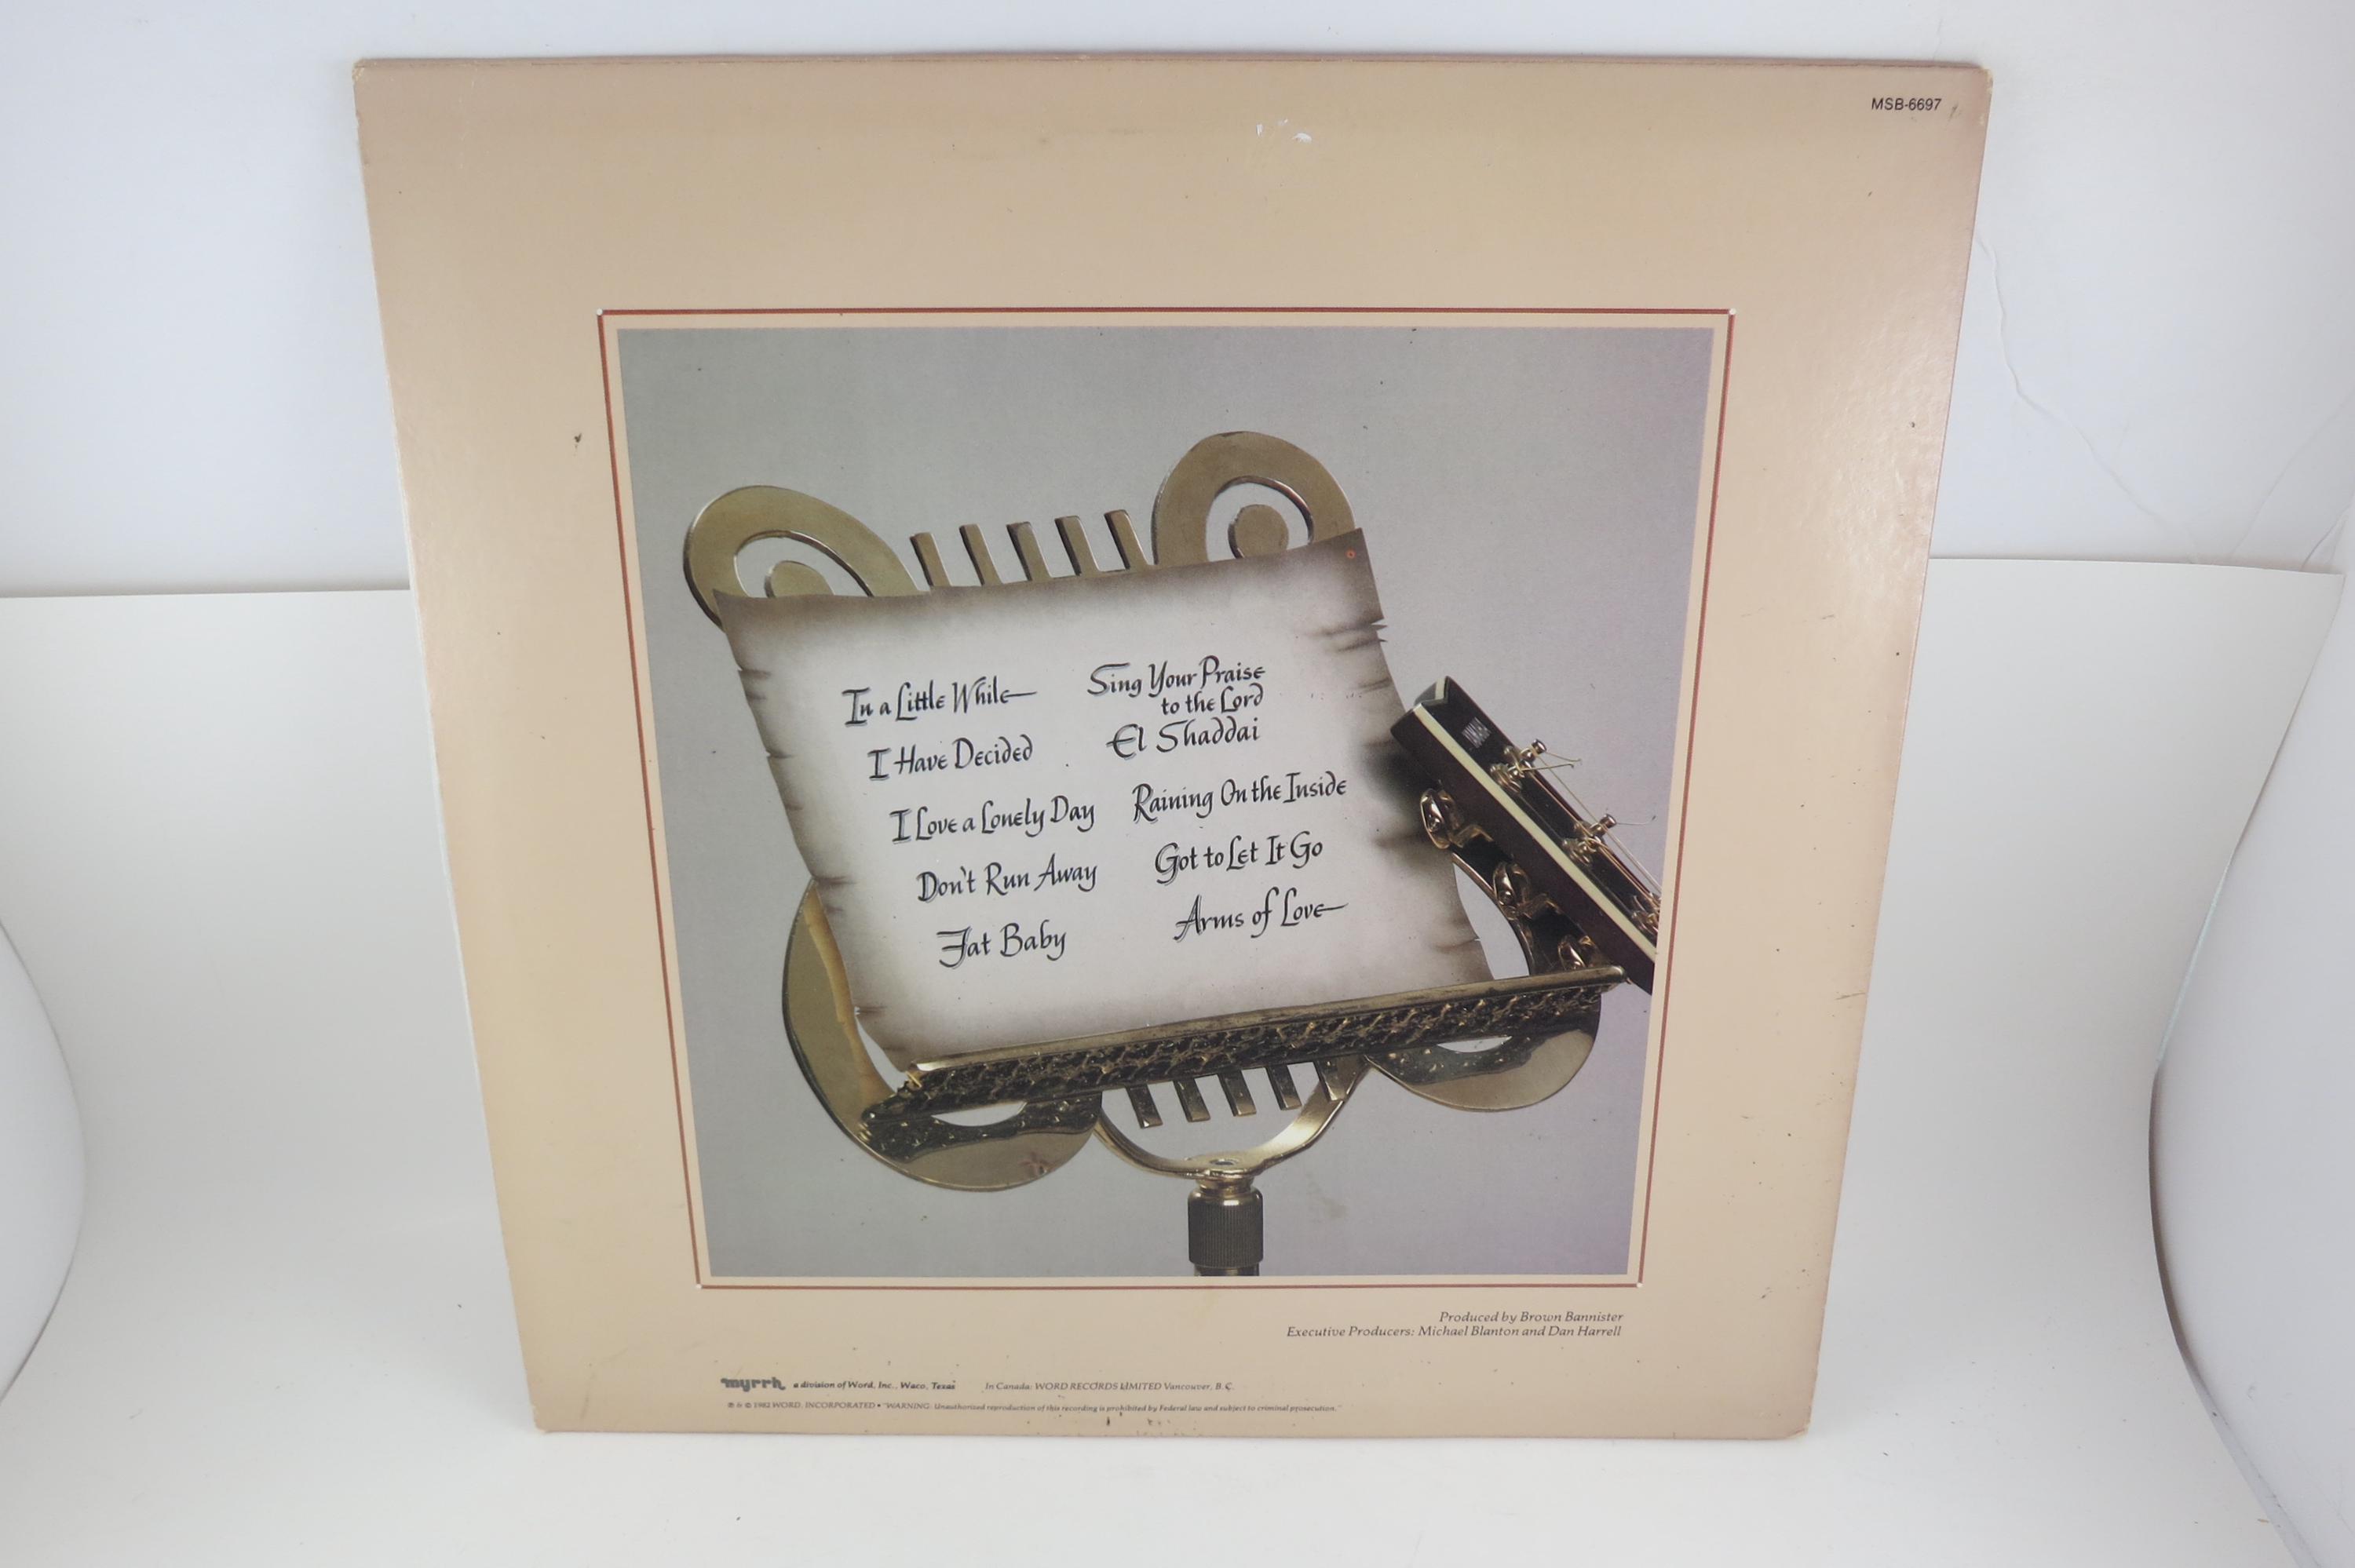 MSB-6697
In a Little While
I Have Decided
I Love a Lonely Day
Don't Run Away
Fat Baby
Sing Your Praise
to the Lord
El Shaddai
Raining On the Inside
Got to Let It Go
Arms of Love
YAMAHA
Produced by Brown Bannister
Executive Producers: Michael Blanton and Dan Harrell
myrrh a division of Word, Inc., Waco, Texas In Canada: WORD RECORDS LIMITED Vancouver, B.C.
℗ & © 1982 WORD, INCORPORATED • "WARNING: Unauthorized reproduction of this recording is prohibited by Federal law and subject to criminal prosecution."